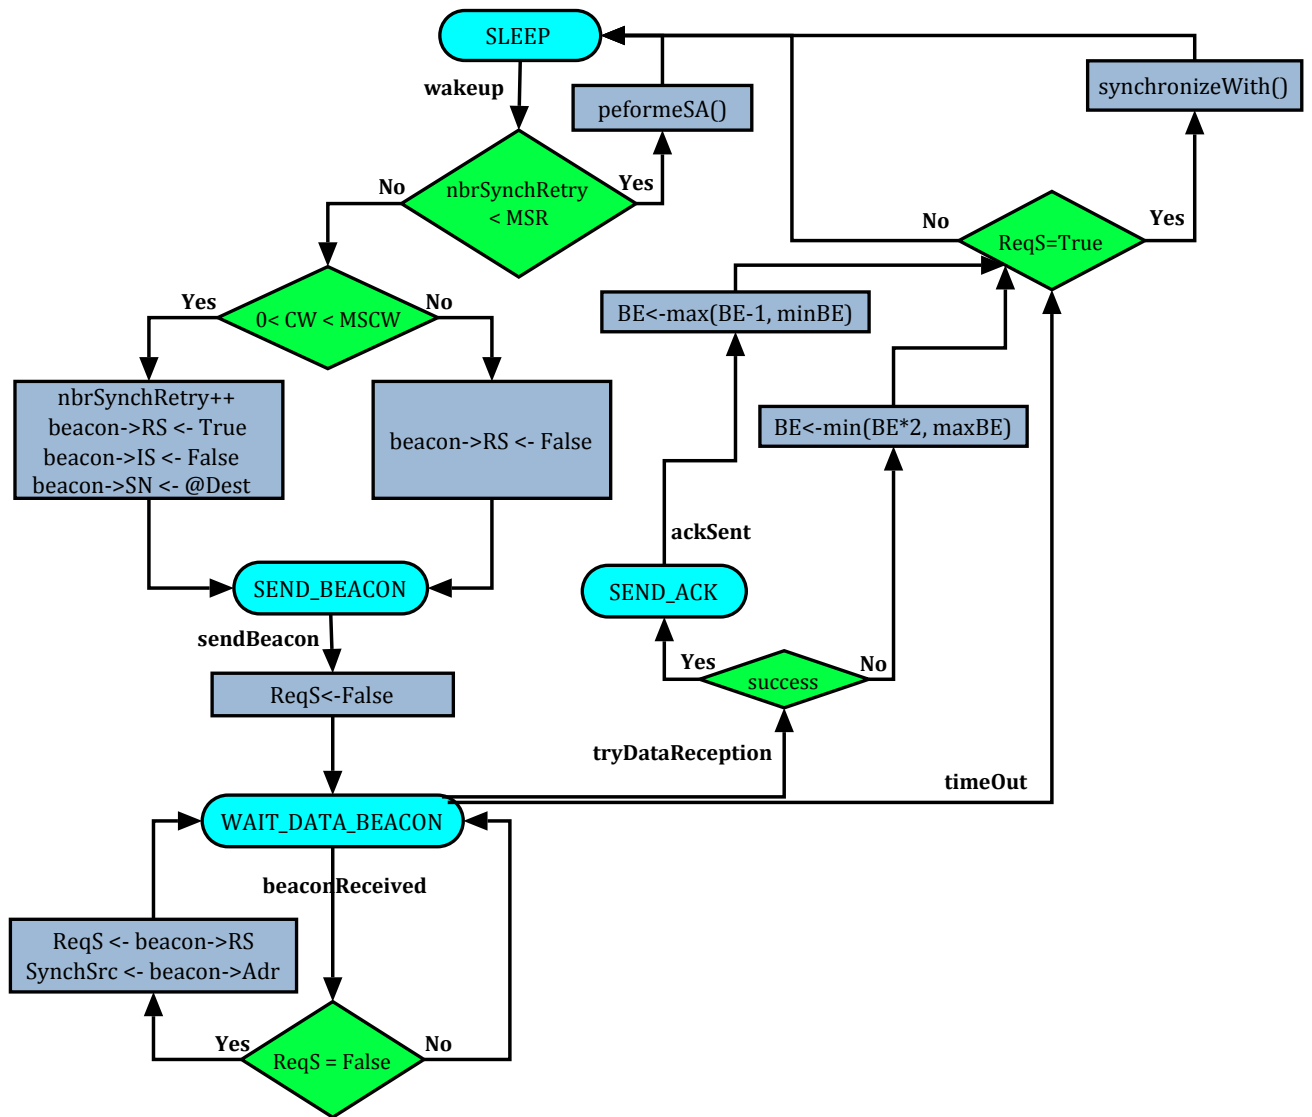 SLEEP
wakeup
peformeSA()
synchronizeWith()
nbrSynchRetry
< MSR
No
Yes
ReqS=True
No
Yes
0< CW < MSCW
Yes
No
BE<-max(BE-1, minBE)
BE<-min(BE*2, maxBE)
nbrSynchRetry++
beacon->RS <- True
beacon->IS <- False
beacon->SN <- @Dest
beacon->RS <- False
ackSent
SEND_BEACON
SEND_ACK
sendBeacon
Yes
No
success
ReqS<-False
tryDataReception
timeOut
WAIT_DATA_BEACON
beaconReceived
ReqS <- beacon->RS
SynchSrc <- beacon->Adr
Yes
No
ReqS = False